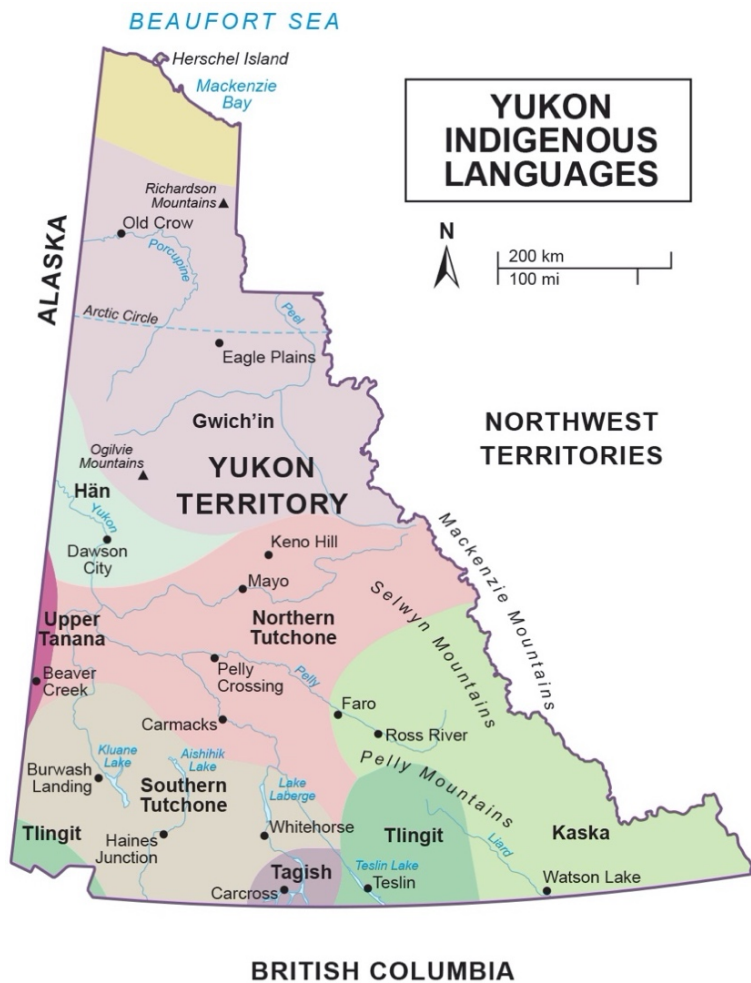 BEAUFORT SEA
Herschel Island
Mackenzie
Bay
YUKON
INDIGENOUS
LANGUAGES
Richardson
Mountains
Old Crow
Porcupine
ALASKA
N
200 km
100 mi
Arctic Circle
Peel
Eagle Plains
Gwich'in
NORTHWEST
TERRITORIES
Ogilvie
Mountains
YUKON
TERRITORY
Hän
Yukon
Dawson
City
Keno Hill
Mackenzie Mountains
Mayo
Selwyn Mountains
Upper
Tanana
Northern
Tutchone
Beaver
Creek
Pelly
Crossing
Pelly
Faro
Carmacks
Ross River
Pelly Mountains
Kluane
Lake
Aishihik
Lake
Burwash
Landing
Southern
Tutchone
Lake
Laberge
Tlingit
Haines
Junction
Whitehorse
Tlingit
Liard
Kaska
Tagish
Teslin Lake
Teslin
Carcross
Watson Lake
BRITISH COLUMBIA